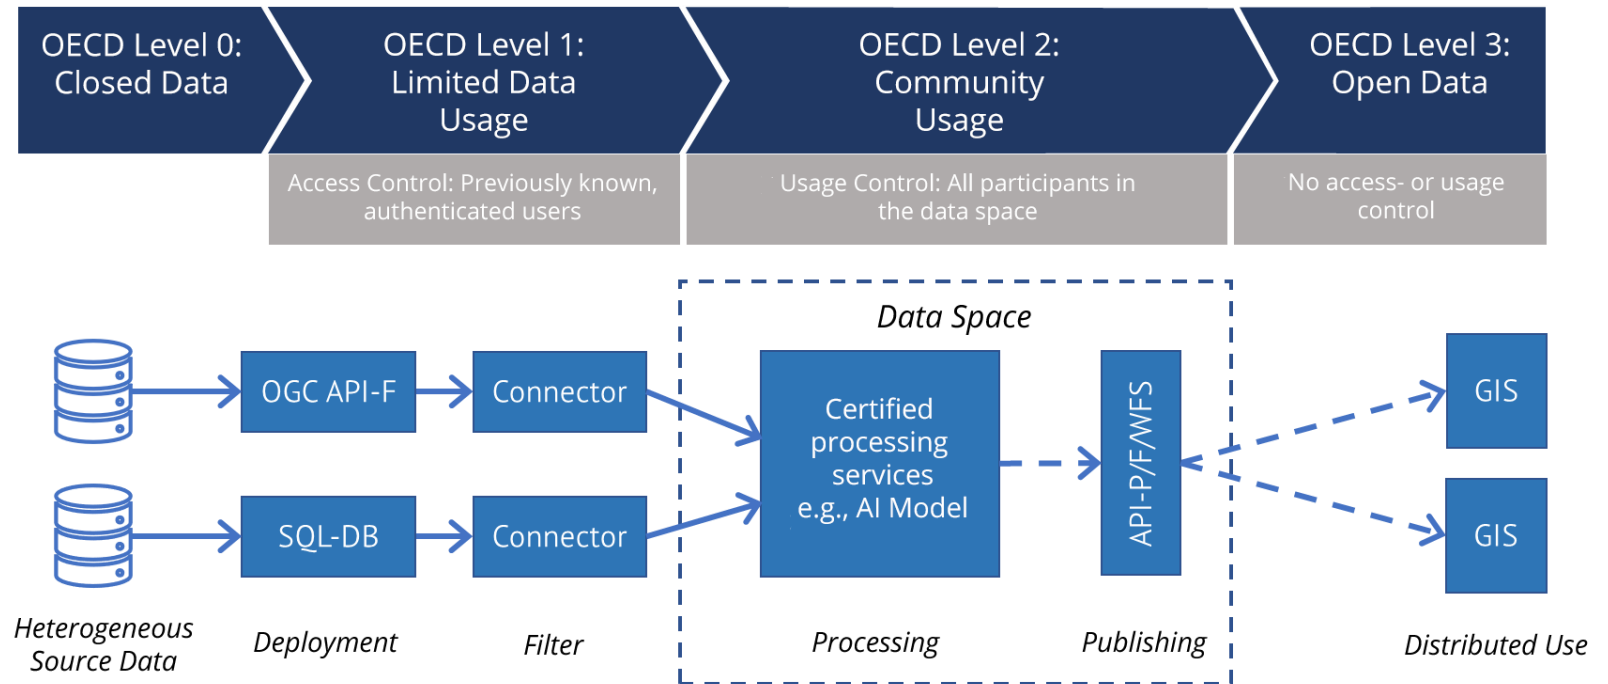 OECD Level 0:
Closed Data
OECD Level 1:
Limited Data
Usage
OECD Level 2:
Community
Usage
OECD Level 3:
Open Data
Access Control: Previously known,
authenticated users
Usage Control: All participants in
the data space
No access- or usage
control
Data Space
OGC API-F
Connector
Certified
processing
services
e.g., AI Model
API-P/F/WFS
GIS
SQL-DB
Connector
GIS
Heterogeneous
Source Data
Deployment
Filter
Processing
Publishing
Distributed Use